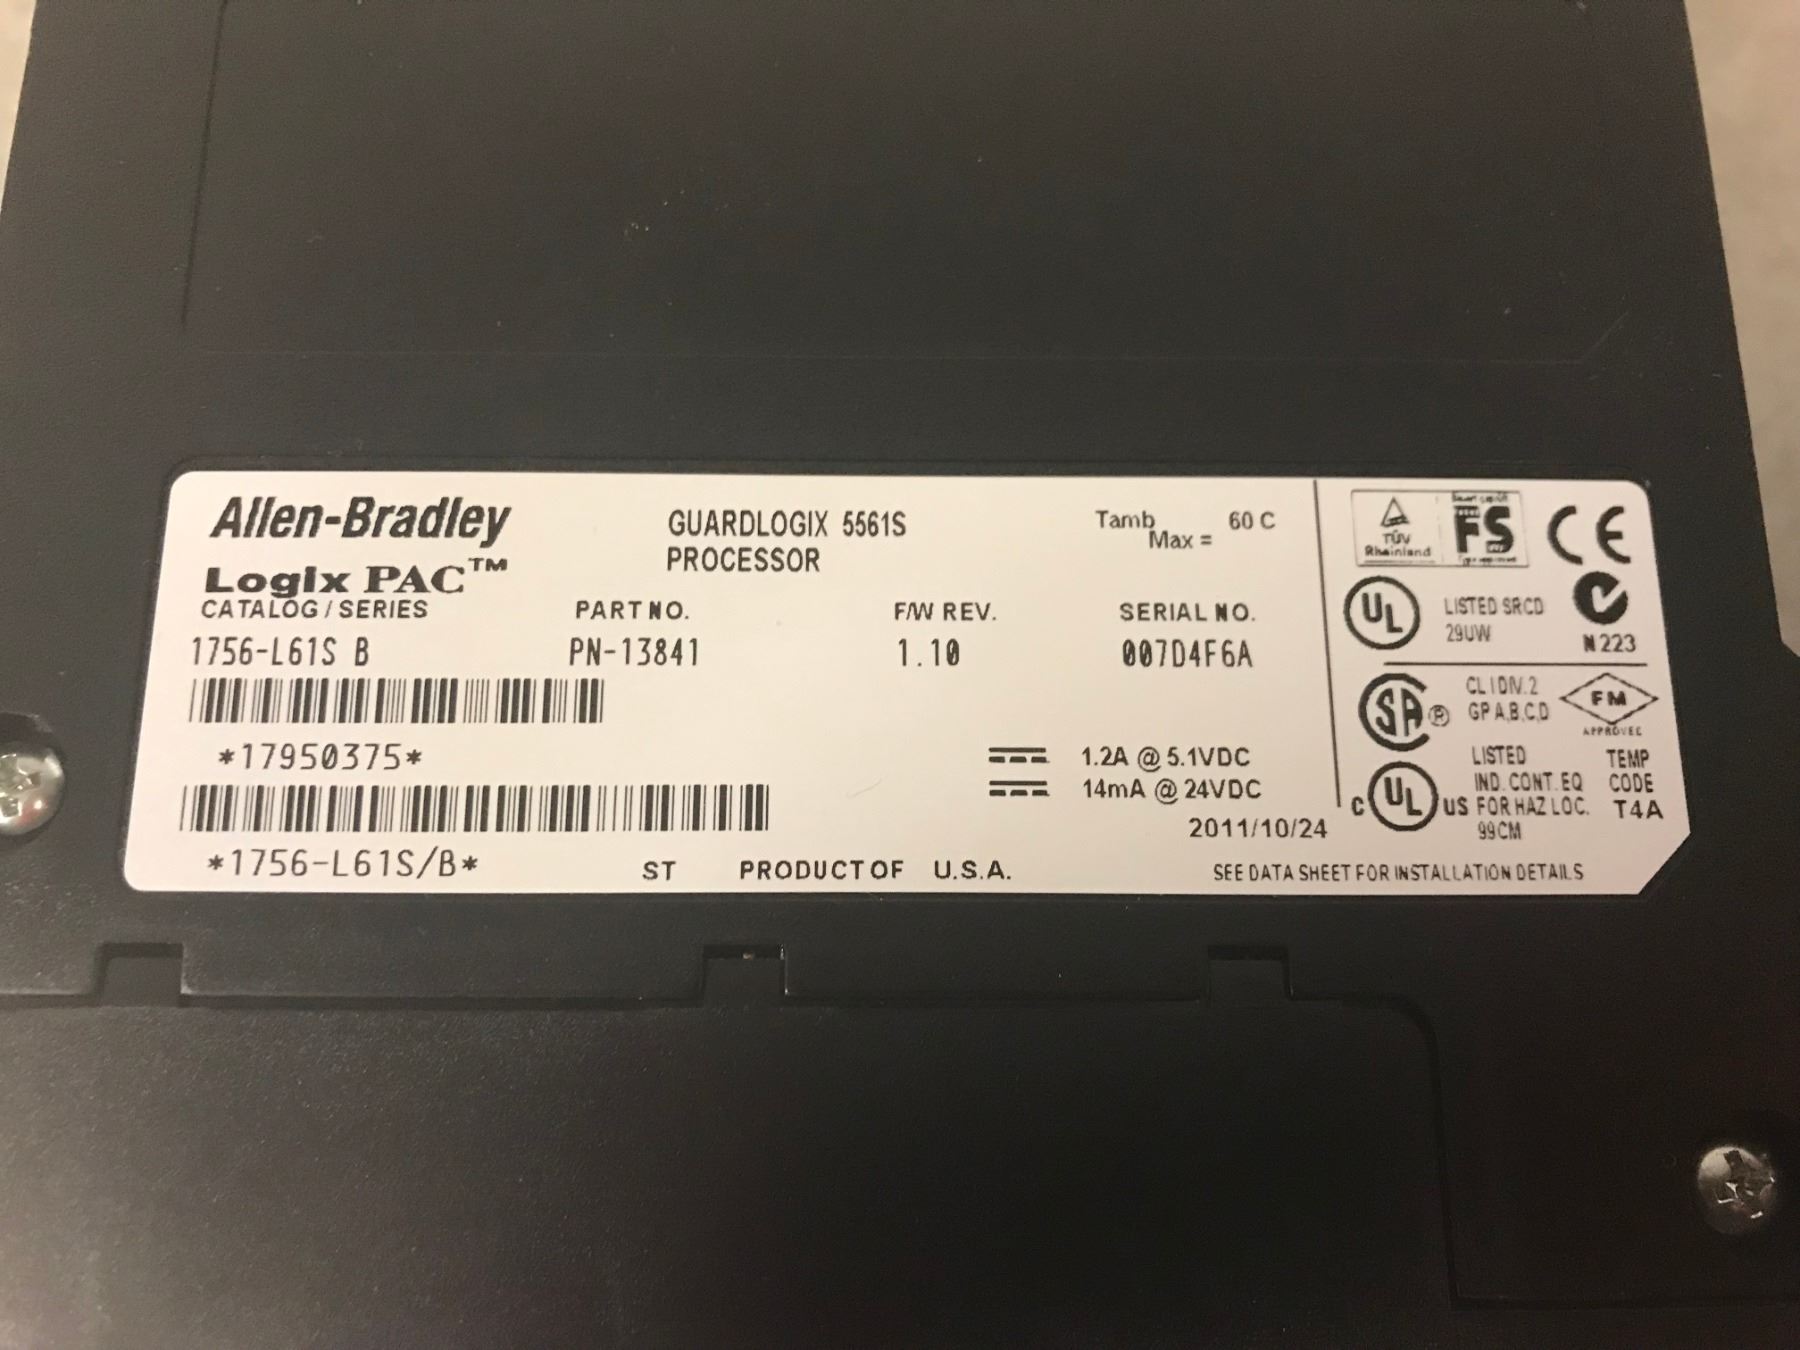 Allen-Bradley
Logix PAC™
GUARDLOGIX 5561S
PROCESSOR
Tamb Max = 60 C
CATALOG / SERIES PART NO. F/W REV. SERIAL NO.
1756-L61S B PN-13841 1.10 007D4F6A
*17950375*
1.2A @ 5.1VDC
14mA @ 24VDC
2011/10/24
*1756-L61S/B*
ST PRODUCT OF U.S.A.
SEE DATA SHEET FOR INSTALLATION DETAILS
TÜV
Rheinland
FS
CE
UL
LISTED SRCD
29UW
N223
SA ®
CL I DIV. 2
GP A,B,C,D
FM
APPROVED
C UL US
LISTED
IND. CONT. EQ
FOR HAZ LOC.
99CM
TEMP
CODE
T4A